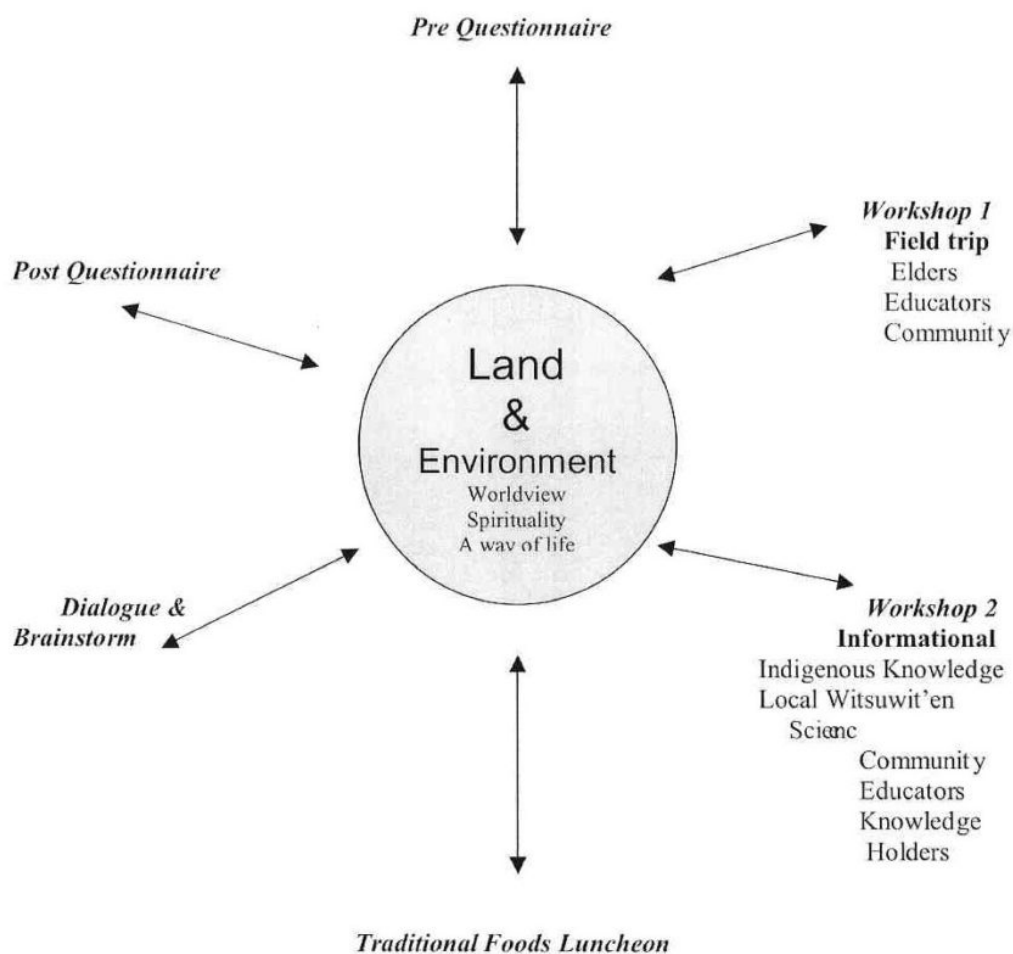 Pre Questionnaire
Workshop 1
Field trip
Elders
Educators
Community
Post Questionnaire
Land
&
Environment
Worldview
Spirituality
A way of life
Dialogue &
Brainstorm
Workshop 2
Informational
Indigenous Knowledge
Local Witsuwit'en
Scienc
Community
Educators
Knowledge
Holders
Traditional Foods Luncheon